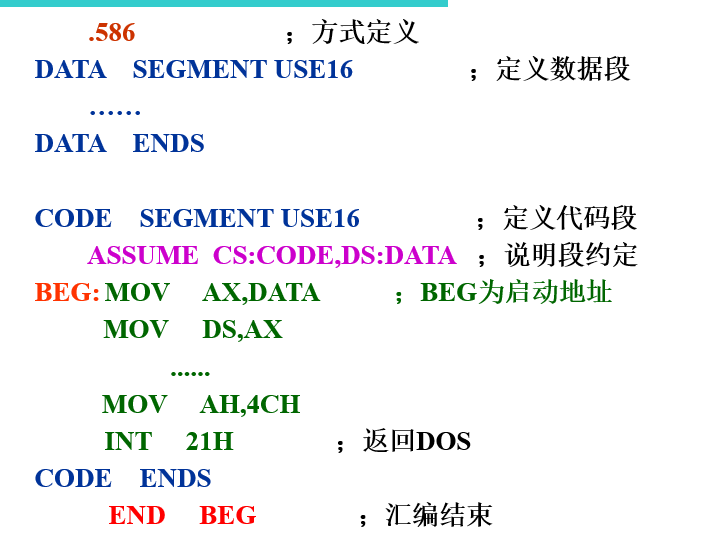 .586 ；方式定义
DATA SEGMENT USE16 ；定义数据段
……
DATA ENDS
CODE SEGMENT USE16 ；定义代码段
ASSUME CS:CODE,DS:DATA ；说明段约定
BEG: MOV AX,DATA ；BEG为启动地址
MOV DS,AX
......
MOV AH,4CH
INT 21H ；返回DOS
CODE ENDS
END BEG ；汇编结束